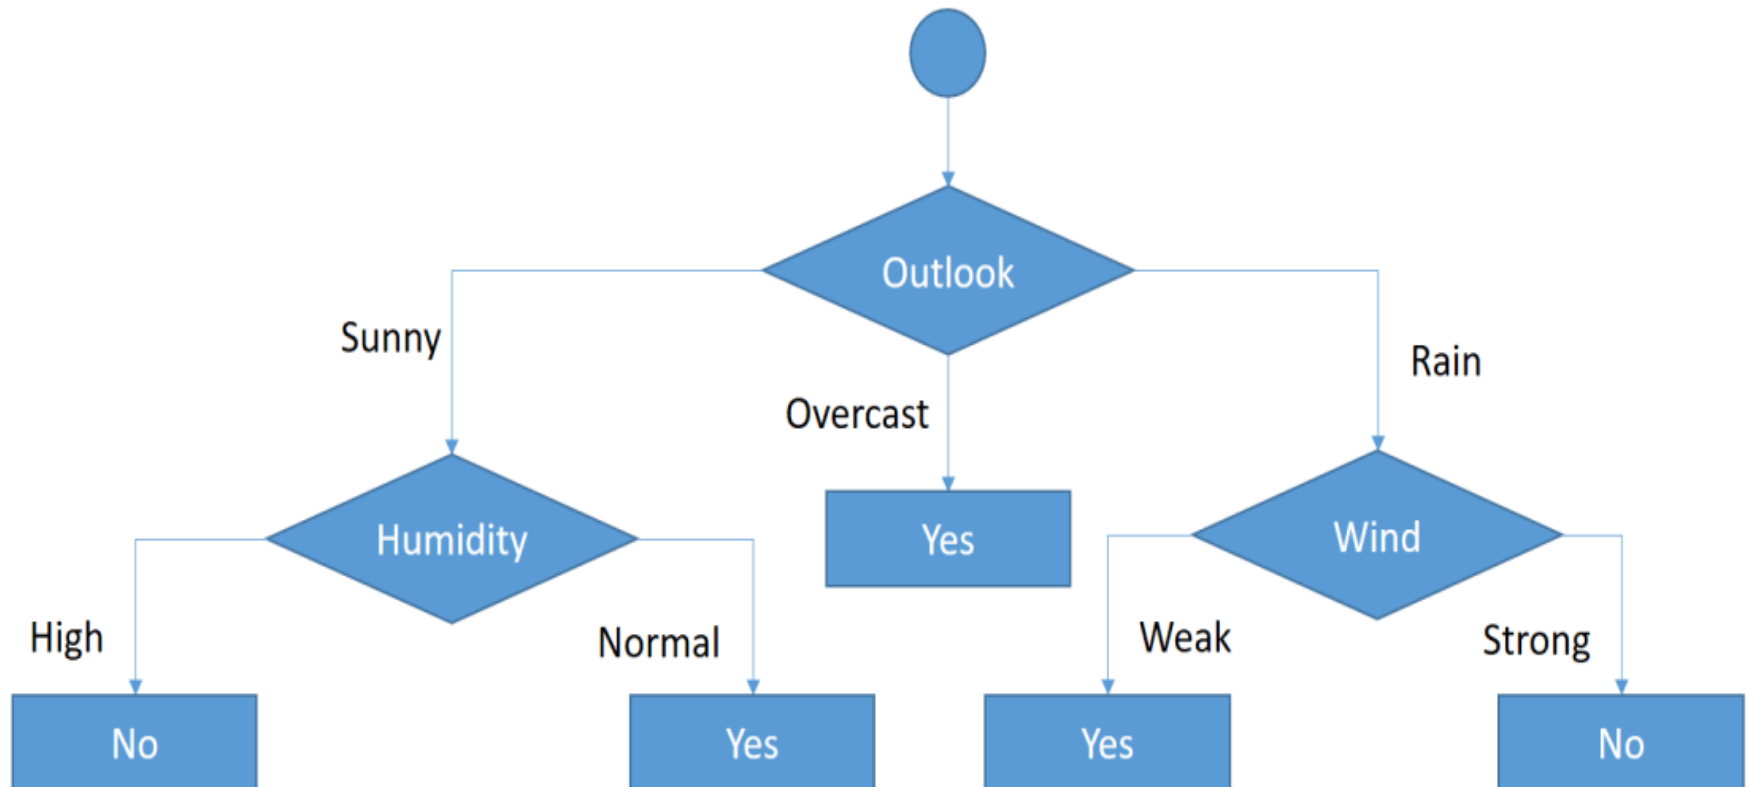 Outlook
Sunny
Rain
Overcast
Humidity
Yes
Wind
High
Normal
Weak
Strong
No
Yes
Yes
No